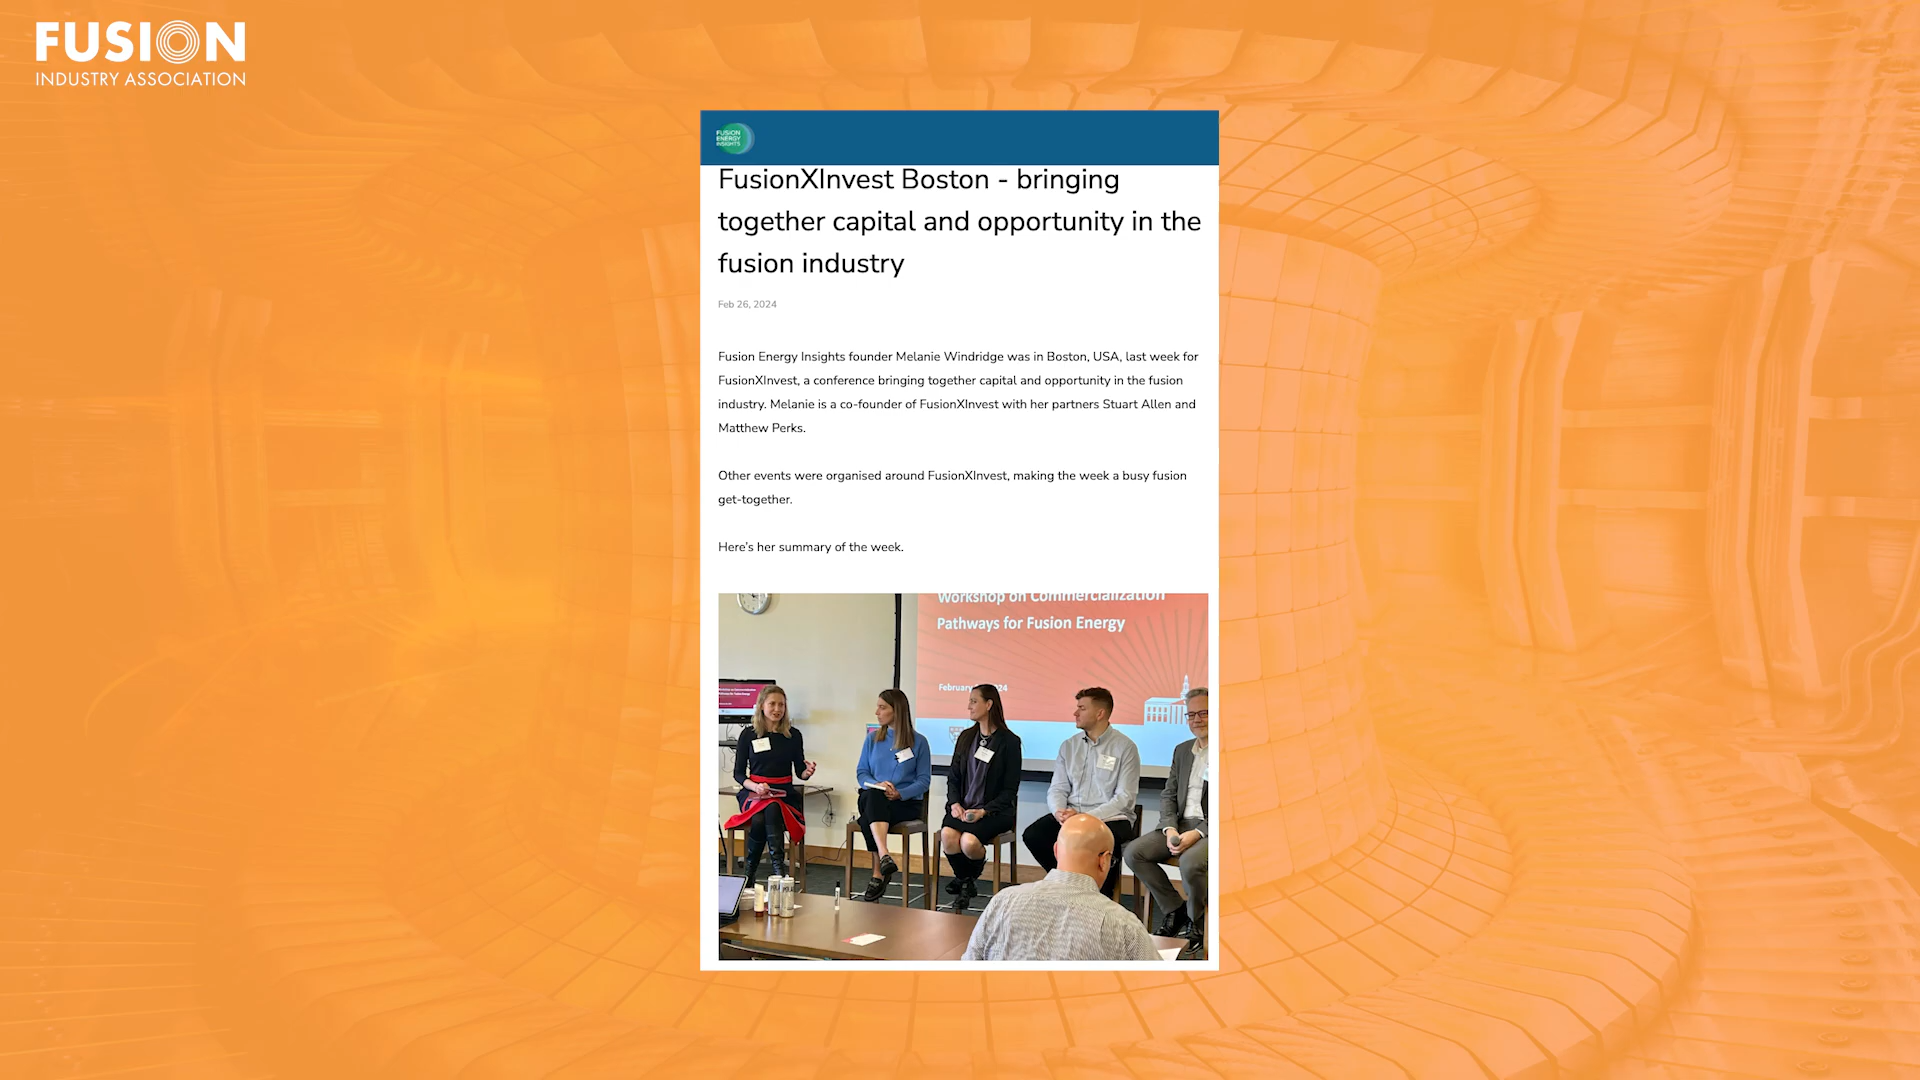 FUSION
INDUSTRY ASSOCIATION
FUSION
ENERGY
INSIGHTS
FusionXInvest Boston - bringing
together capital and opportunity in the
fusion industry
Feb 26, 2024
Fusion Energy Insights founder Melanie Windridge was in Boston, USA, last week for
FusionXInvest, a conference bringing together capital and opportunity in the fusion
industry. Melanie is a co-founder of FusionXInvest with her partners Stuart Allen and
Matthew Perks.
Other events were organised around FusionXInvest, making the week a busy fusion
get-together.
Here's her summary of the week.
Workshop on Commercialization
Pathways for Fusion Energy
February